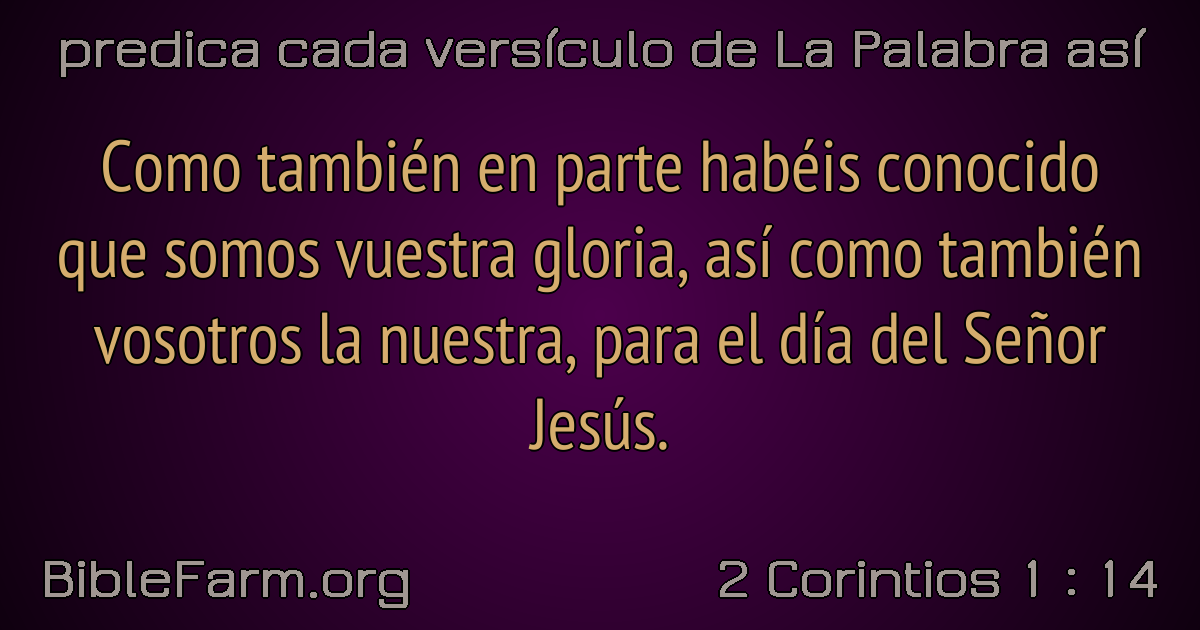 predica cada versículo de La Palabra así
Como también en parte habéis conocido
que somos vuestra gloria, así como también
vosotros la nuestra, para el día del Señor
Jesús.
BibleFarm.org
2 Corintios 1 : 14